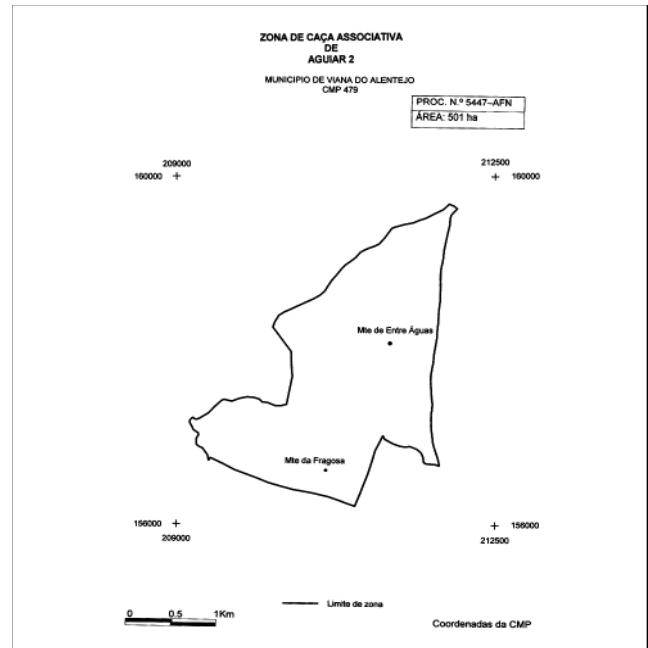 ZONA DE CAÇA ASSOCIATIVA
DE
AGUIAR 2
MUNICIPIO DE VIANA DO ALENTEJO
CMP 479
PROC. N.º 5447–AFN
ÁREA: 501 ha
209000
212500
160000
160000
Mte de Entre Águas
Mte da Fragosa
156000
156000
209000
212500
0 0.5 1Km
Limite de zona
Coordenadas da CMP